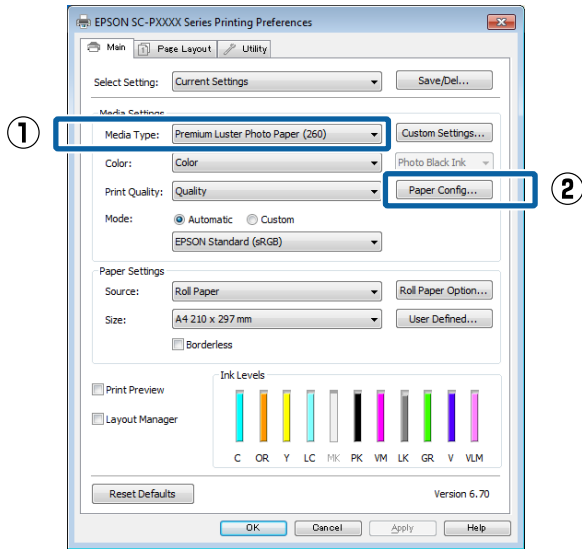 EPSON SC-PXXXX Series Printing Preferences
Main Page Layout Utility
Select Setting: Current Settings Save/Del...
Media Settings
① Media Type: Premium Luster Photo Paper (260) Custom Settings...
Color: Color Photo Black Ink
Print Quality: Quality Paper Config... ②
Mode: Automatic Custom
EPSON Standard (sRGB)
Paper Settings
Source: Roll Paper Roll Paper Option...
Size: A4 210 x 297 mm User Defined...
Borderless
Ink Levels
Print Preview
Layout Manager
C OR Y LC MK PK VM LK GR V VLM
Reset Defaults Version 6.70
OK Cancel Apply Help